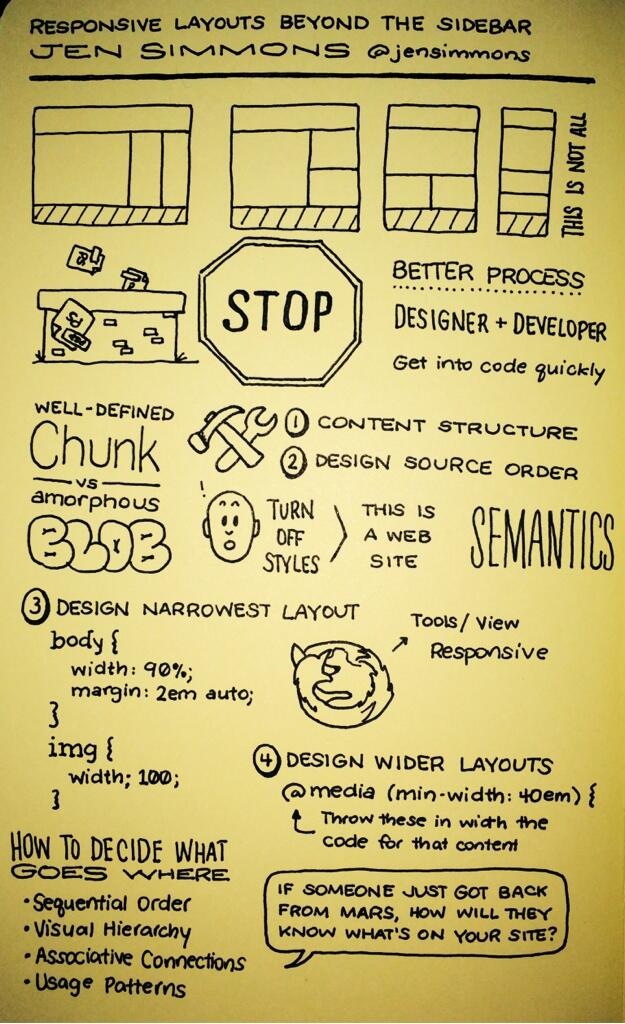 RESPONSIVE LAYOUTS BEYOND THE SIDEBAR
JEN SIMMONS @jensimmons
THIS IS NOT ALL
PS
STOP
BETTER PROCESS
DESIGNER + DEVELOPER
Get into code quickly
WELL-DEFINED
Chunk
VS
amorphous
BLOB
1 CONTENT STRUCTURE
2 DESIGN SOURCE ORDER
!
TURN
OFF
STYLES
THIS IS
A WEB
SITE
SEMANTICS
3 DESIGN NARROWEST LAYOUT
body {
width: 90%;
margin: 2em auto;
}
img {
width; 100;
}
Tools/View
Responsive
4 DESIGN WIDER LAYOUTS
@media (min-width: 40em) {
Throw these in with the
code for that content
HOW TO DECIDE WHAT
GOES WHERE
• Sequential Order
• Visual Hierarchy
• Associative Connections
• Usage Patterns
IF SOMEONE JUST GOT BACK
FROM MARS, HOW WILL THEY
KNOW WHAT'S ON YOUR SITE?